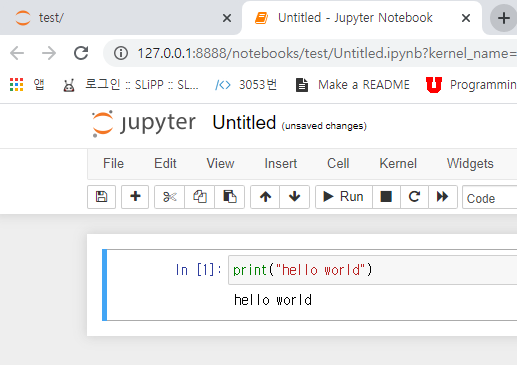 test/
Untitled - Jupyter Notebook
127.0.0.1:8888/notebooks/test/Untitled.ipynb?kernel_name=
앱 로그인 :: SLiPP :: SL... 3053번 Make a README Programmin
jupyter Untitled (unsaved changes)
File Edit View Insert Cell Kernel Widgets
Run Code
In [1]: print("hello world")
hello world